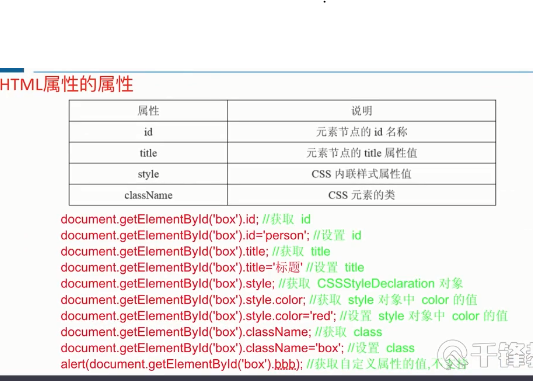 HTML属性的属性
属性 说明
id 元素节点的 id 名称
title 元素节点的 title 属性值
style CSS 内联样式属性值
className CSS 元素的类
document.getElementById('box').id; //获取 id
document.getElementById('box').id='person'; //设置 id
document.getElementById('box').title; //获取 title
document.getElementById('box').title='标题' //设置 title
document.getElementById('box').style; //获取 CSSStyleDeclaration 对象
document.getElementById('box').style.color; //获取 style 对象中 color 的值
document.getElementById('box').style.color='red'; //设置 style 对象中 color 的值
document.getElementById('box').className; //获取 class
document.getElementById('box').className='box'; //设置 class
alert(document.getElementById('box').bbb); //获取自定义属性的值,不
千锋